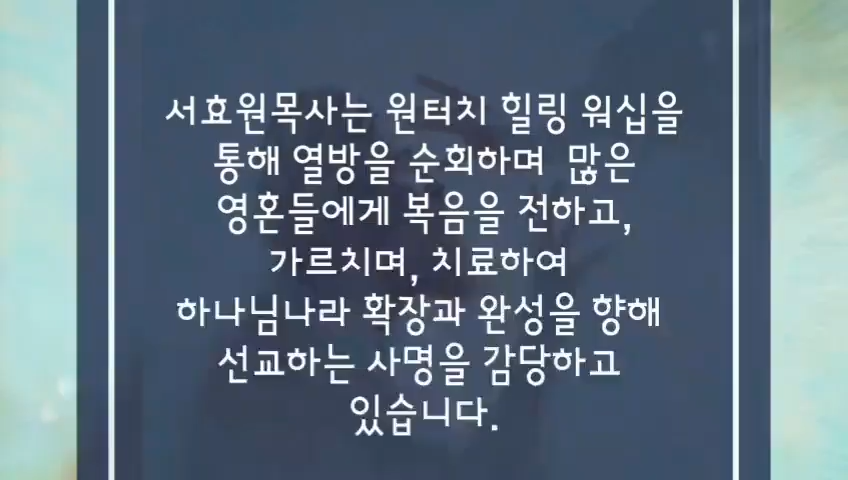 서효원목사는 원터치 힐링 워십을
통해 열방을 순회하며 많은
영혼들에게 복음을 전하고,
가르치며, 치료하여
하나님나라 확장과 완성을 향해
선교하는 사명을 감당하고
있습니다.